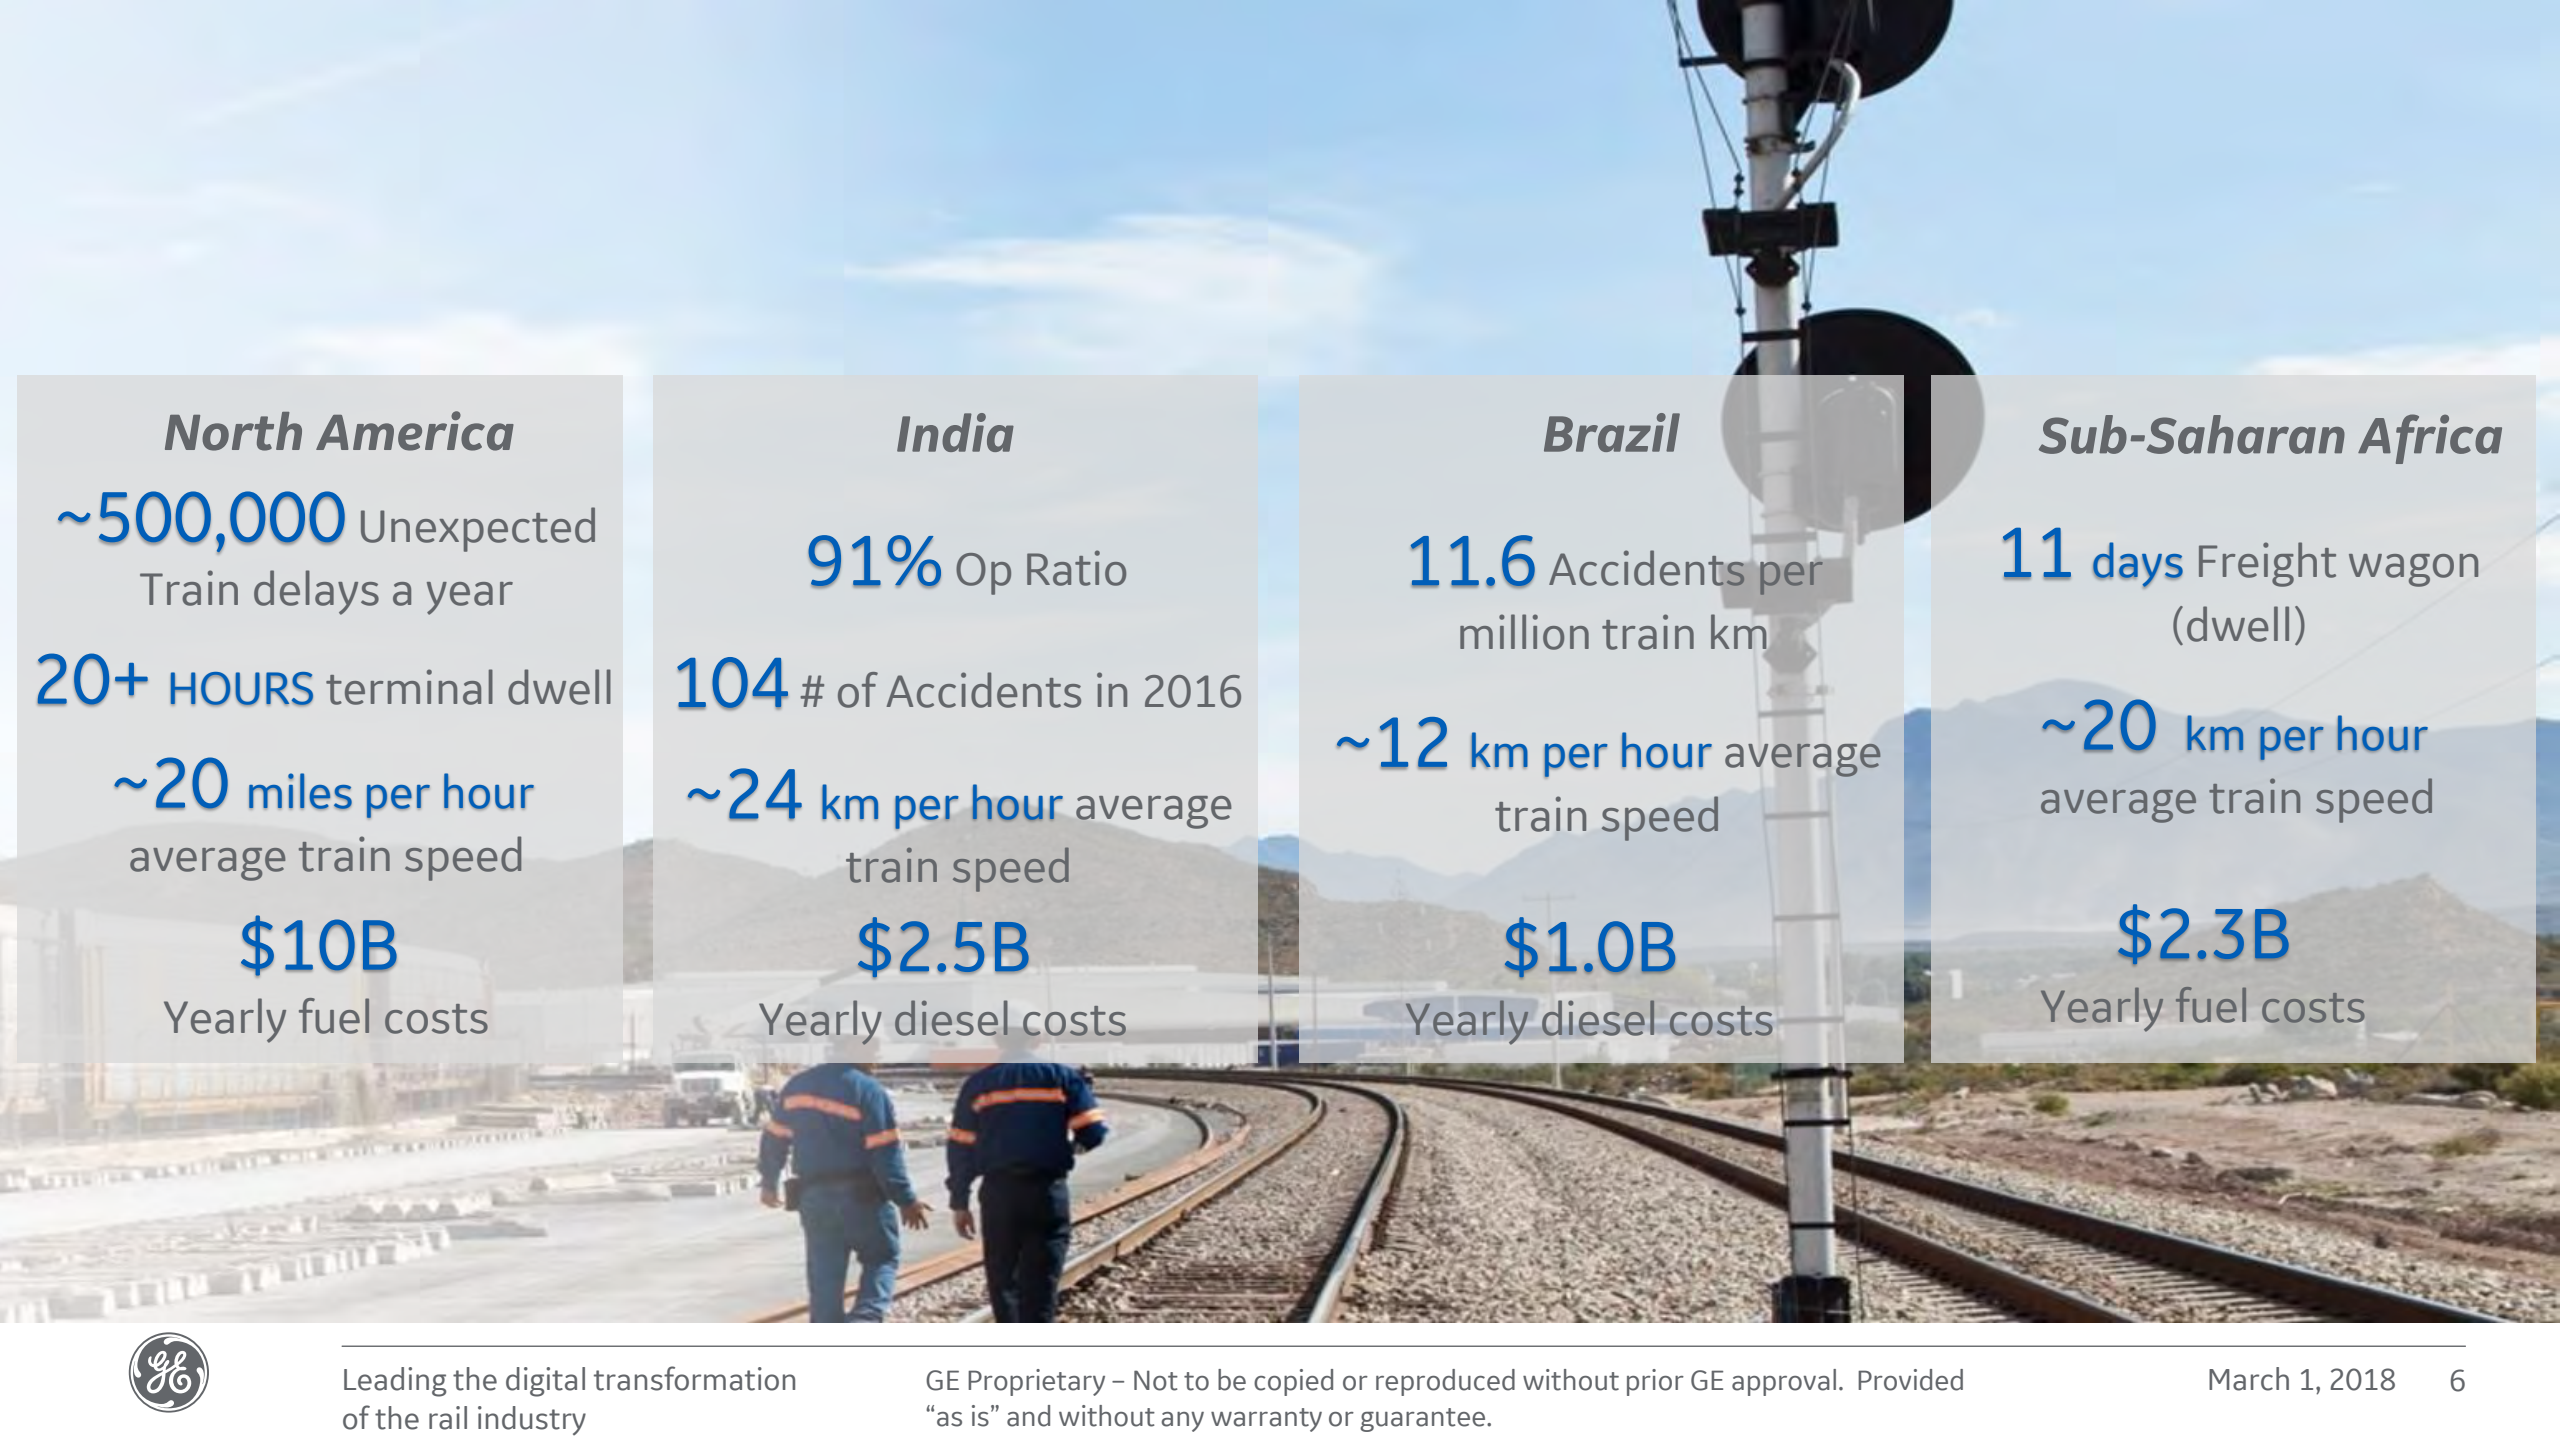 North America
~500,000 Unexpected
Train delays a year
20+ HOURS terminal dwell
~20 miles per hour
average train speed
$10B
Yearly fuel costs
India
91% Op Ratio
104 # of Accidents in 2016
~24 km per hour average
train speed
$2.5B
Yearly diesel costs
Brazil
11.6 Accidents per
million train km
~12 km per hour average
train speed
$1.0B
Yearly diesel costs
Sub-Saharan Africa
11 days Freight wagon
(dwell)
~20 km per hour
average train speed
$2.3B
Yearly fuel costs
GE
Leading the digital transformation
of the rail industry
GE Proprietary – Not to be copied or reproduced without prior GE approval.  Provided
“as is” and without any warranty or guarantee.
March 1, 2018
6